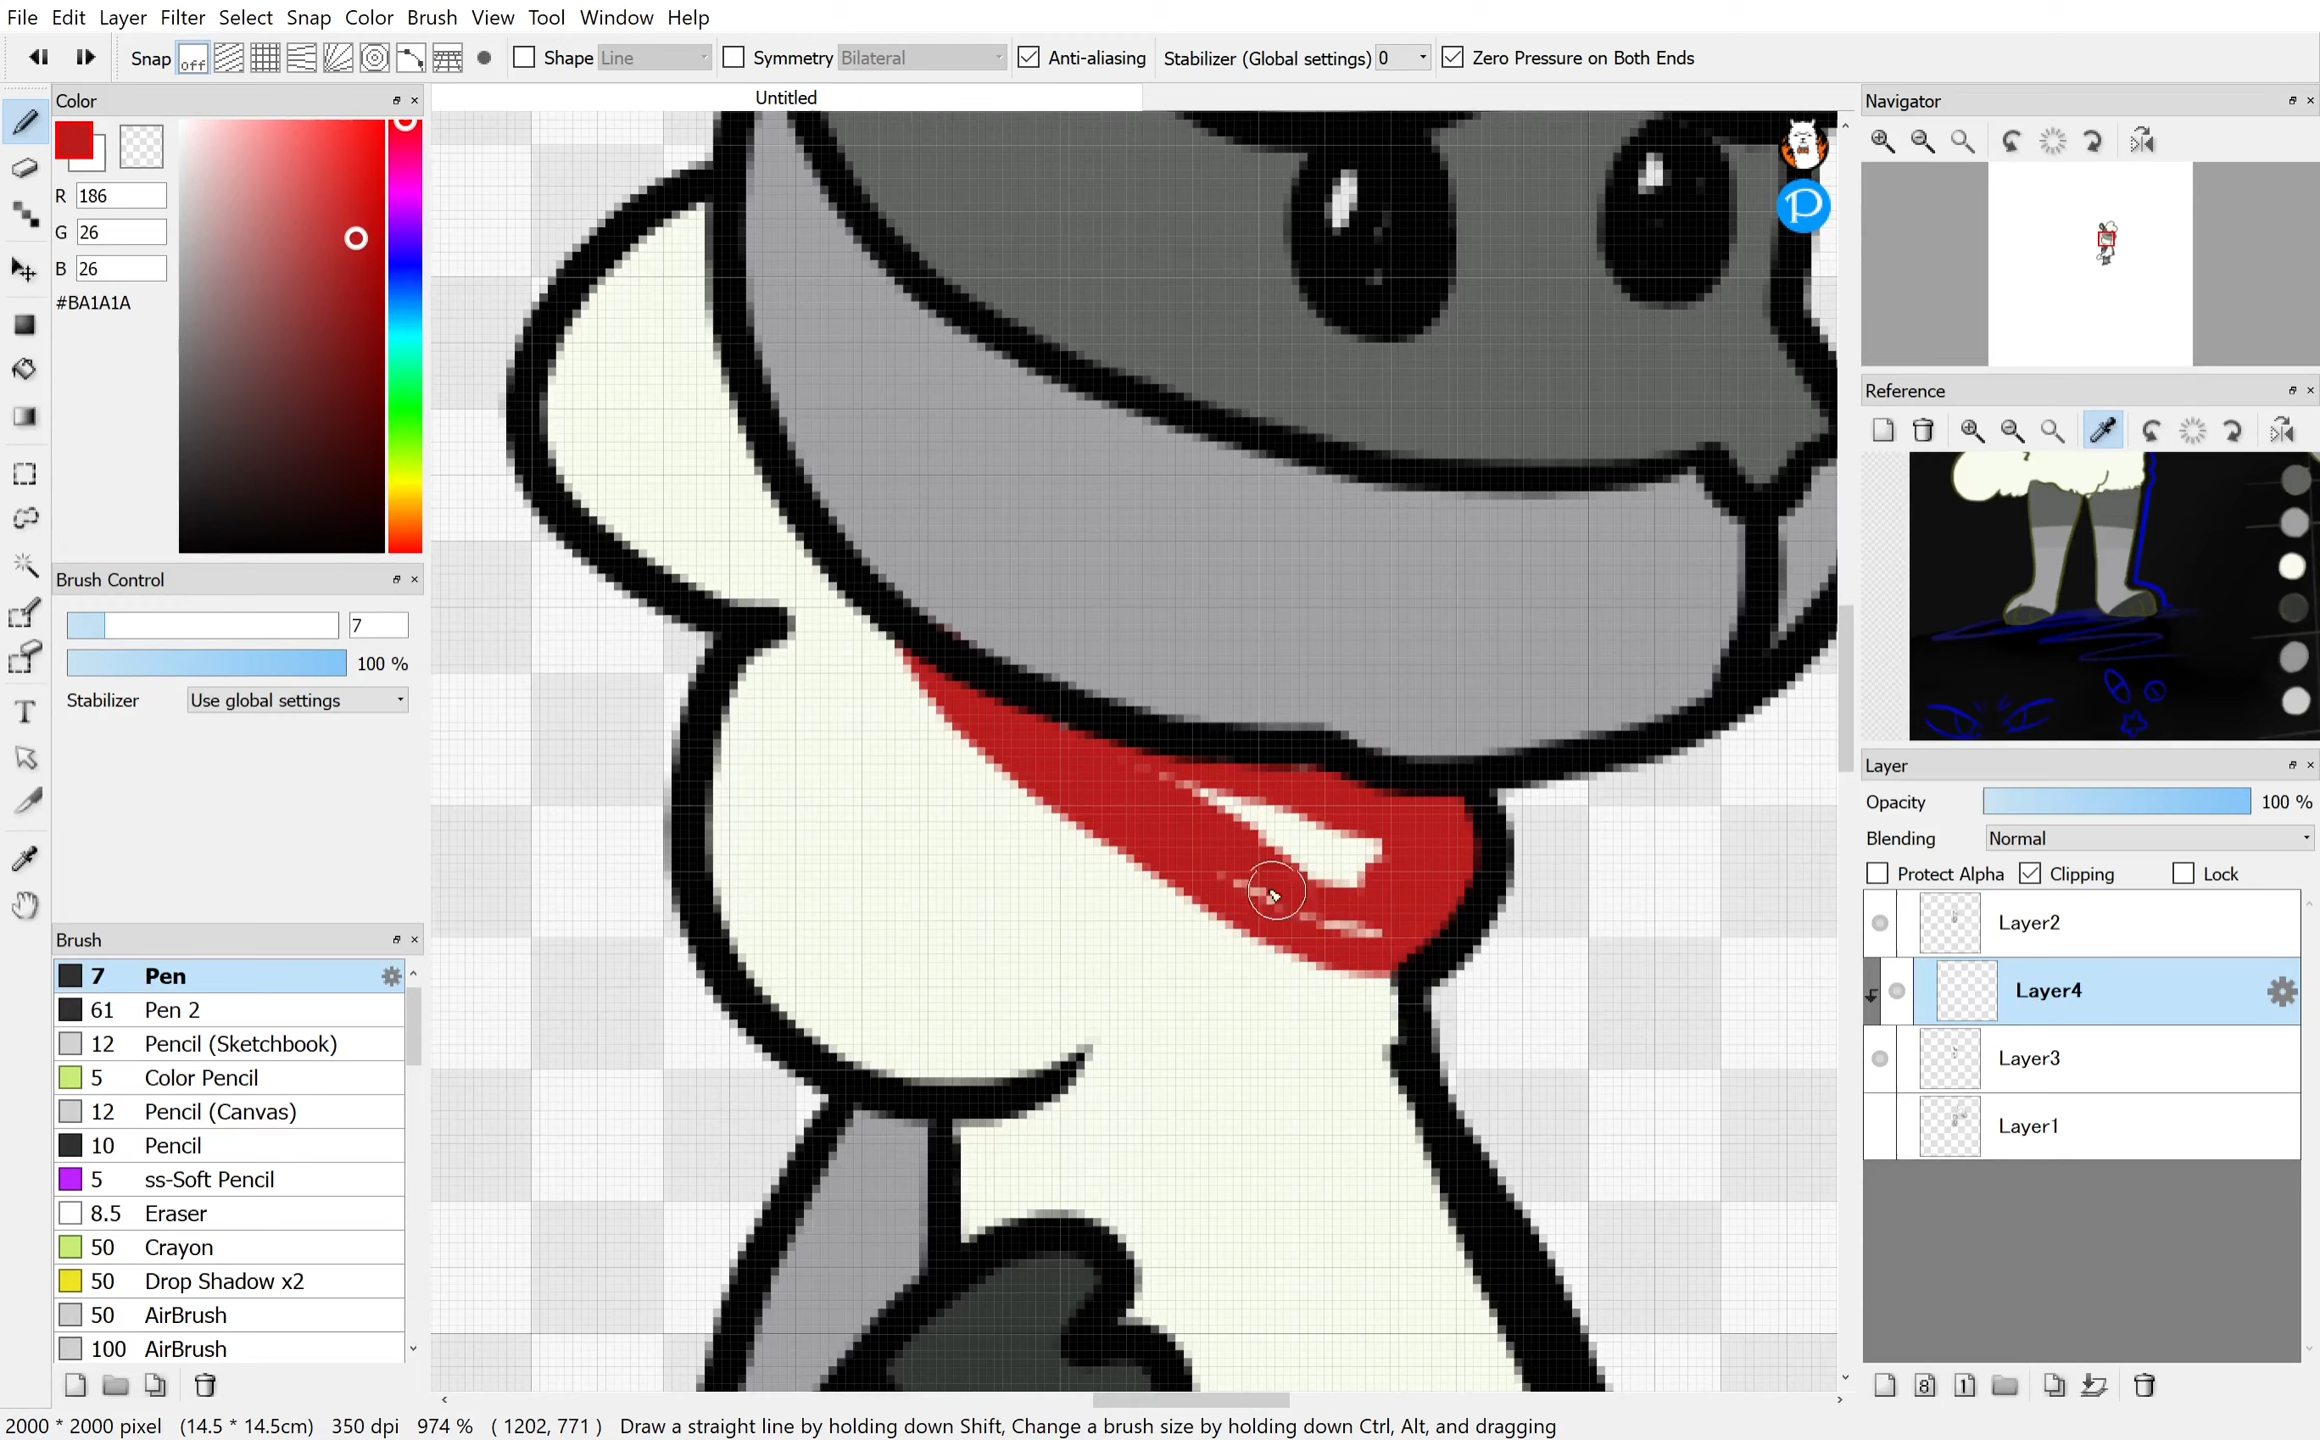 File Edit Layer Filter Select Snap Color Brush View Tool Window Help
Snap off Shape Line Symmetry Bilateral Anti-aliasing Stabilizer (Global settings) 0 Zero Pressure on Both Ends
Color
Untitled
R 186
G 26
B 26
#BA1A1A
Brush Control
7
100 %
Stabilizer Use global settings
T
Brush
7 Pen
61 Pen 2
12 Pencil (Sketchbook)
5 Color Pencil
12 Pencil (Canvas)
10 Pencil
5 ss-Soft Pencil
8.5 Eraser
50 Crayon
50 Drop Shadow x2
50 AirBrush
100 AirBrush
P
Navigator
Reference
Layer
Opacity 100 %
Blending Normal
Protect Alpha Clipping Lock
Layer2
Layer4
Layer3
Layer1
8 1
2000 * 2000 pixel (14.5 * 14.5cm) 350 dpi 974 % ( 1202, 771 ) Draw a straight line by holding down Shift, Change a brush size by holding down Ctrl, Alt, and dragging